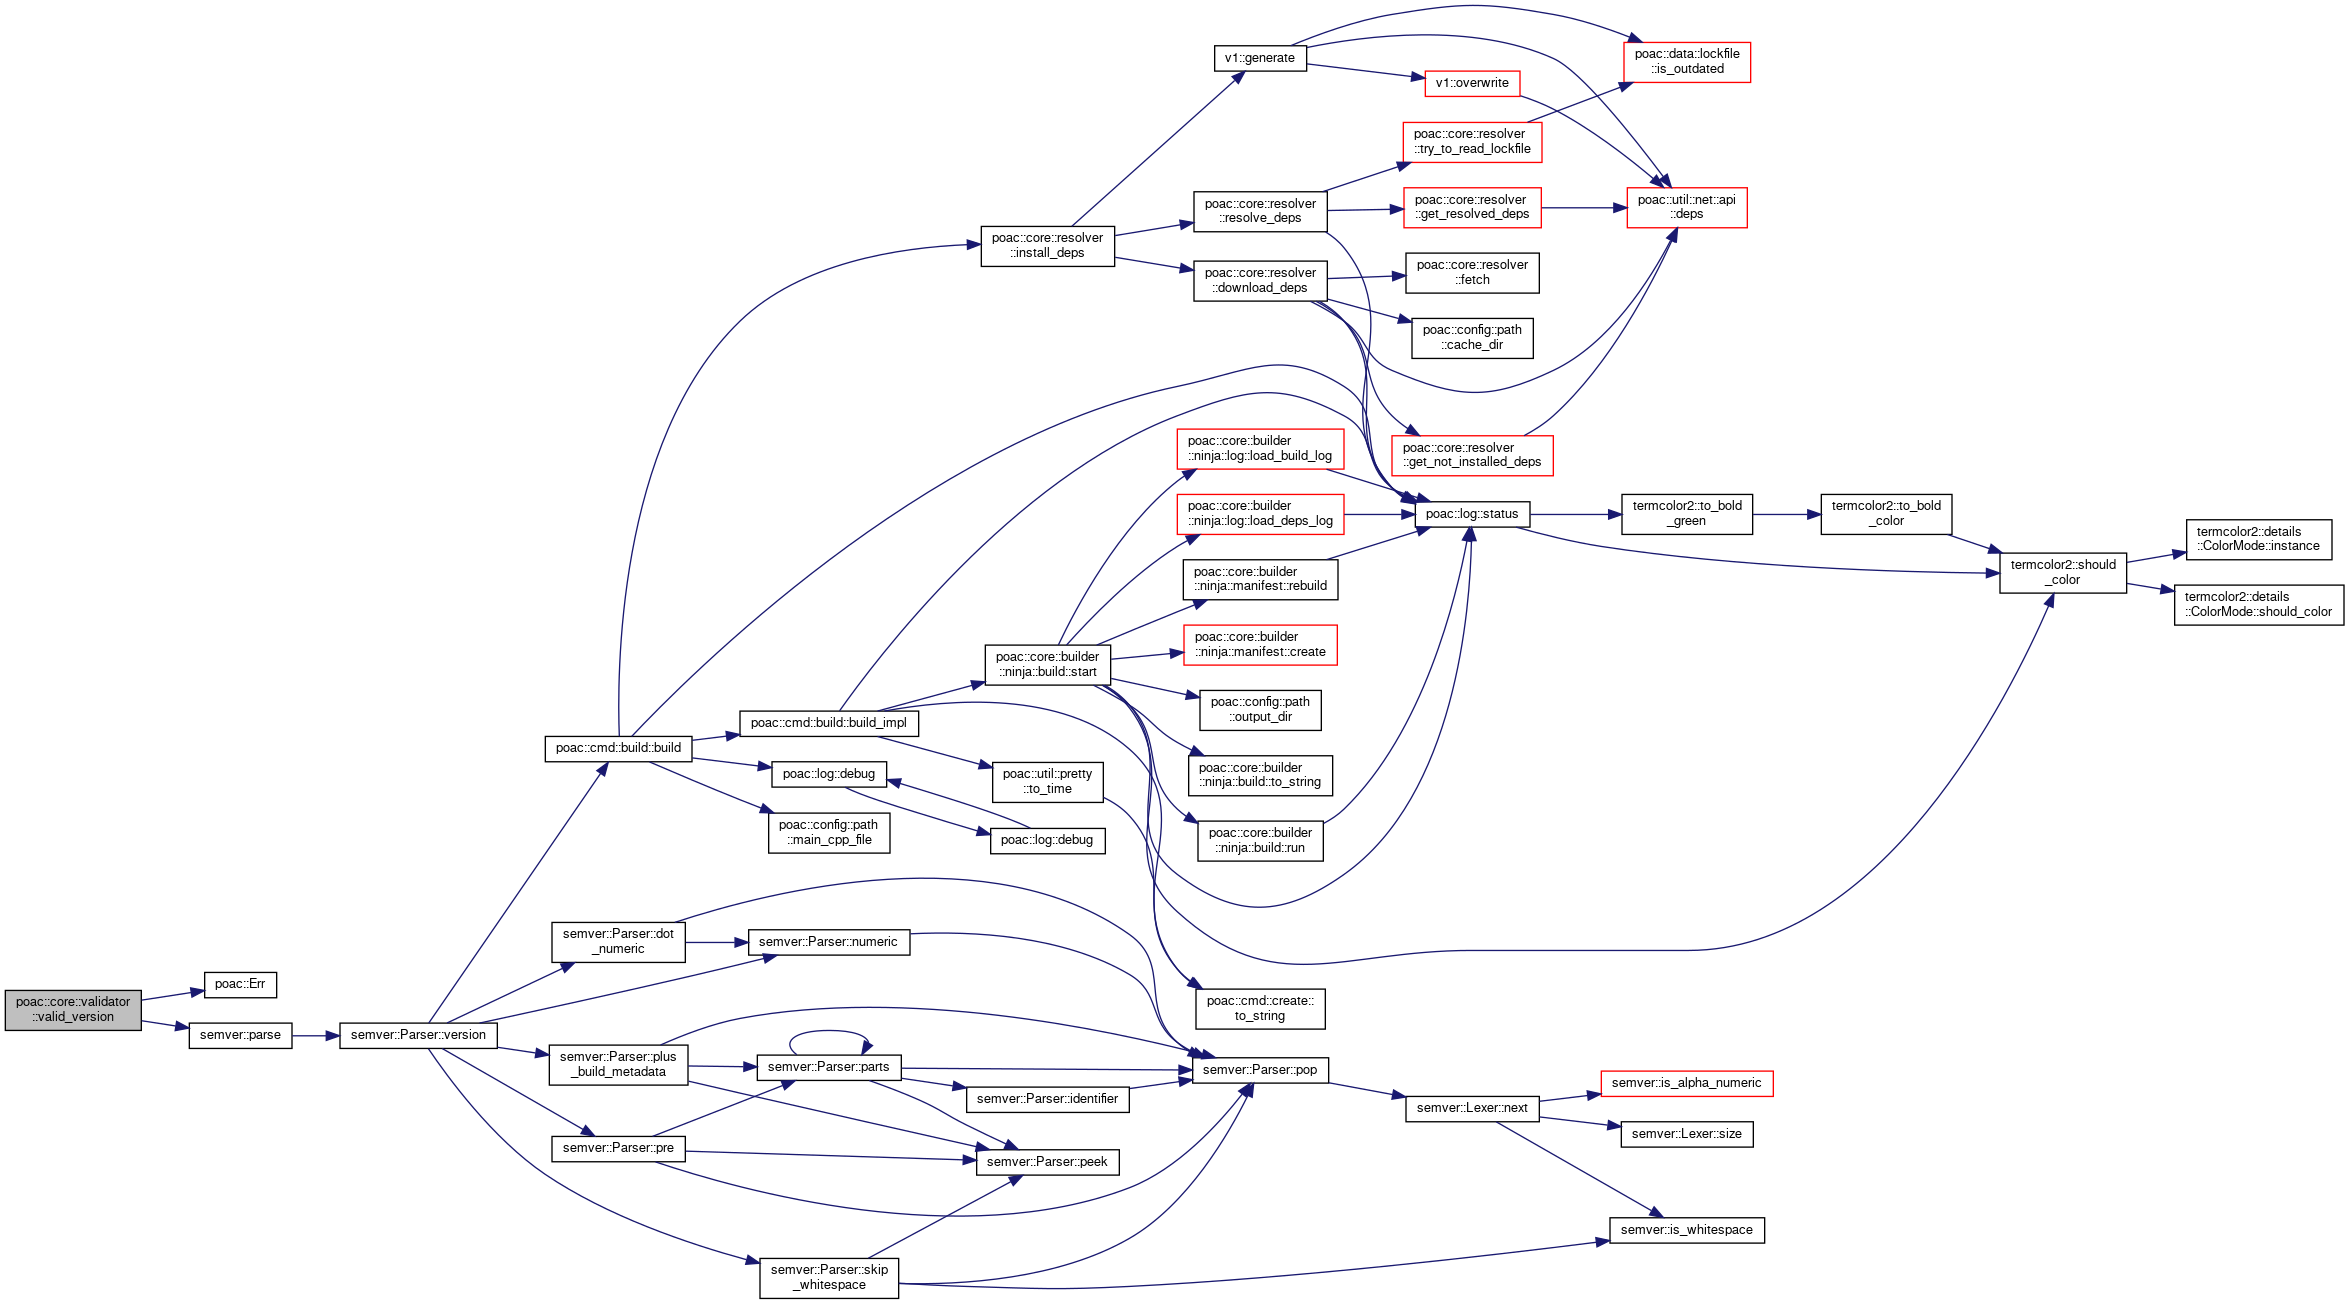 v1::generate
poac::data::lockfile
::is_outdated
v1::overwrite
poac::core::resolver
::try_to_read_lockfile
poac::core::resolver
::resolve_deps
poac::core::resolver
::get_resolved_deps
poac::util::net::api
::deps
poac::core::resolver
::install_deps
poac::core::resolver
::download_deps
poac::core::resolver
::fetch
poac::config::path
::cache_dir
poac::core::builder
::ninja::log::load_build_log
poac::core::resolver
::get_not_installed_deps
poac::core::builder
::ninja::log::load_deps_log
poac::log::status
termcolor2::to_bold
_green
termcolor2::to_bold
_color
termcolor2::details
::ColorMode::instance
termcolor2::should
_color
termcolor2::details
::ColorMode::should_color
poac::core::builder
::ninja::manifest::rebuild
poac::core::builder
::ninja::manifest::create
poac::core::builder
::ninja::build::start
poac::config::path
::output_dir
poac::cmd::build::build_impl
poac::cmd::build::build
poac::log::debug
poac::util::pretty
::to_time
poac::core::builder
::ninja::build::to_string
poac::config::path
::main_cpp_file
poac::log::debug
poac::core::builder
::ninja::build::run
semver::Parser::dot
_numeric
semver::Parser::numeric
poac::Err
poac::core::validator
::valid_version
semver::parse
semver::Parser::version
poac::cmd::create::
to_string
semver::Parser::plus
_build_metadata
semver::Parser::parts
semver::Parser::pop
semver::Parser::identifier
semver::Lexer::next
semver::is_alpha_numeric
semver::Lexer::size
semver::Parser::pre
semver::Parser::peek
semver::is_whitespace
semver::Parser::skip
_whitespace